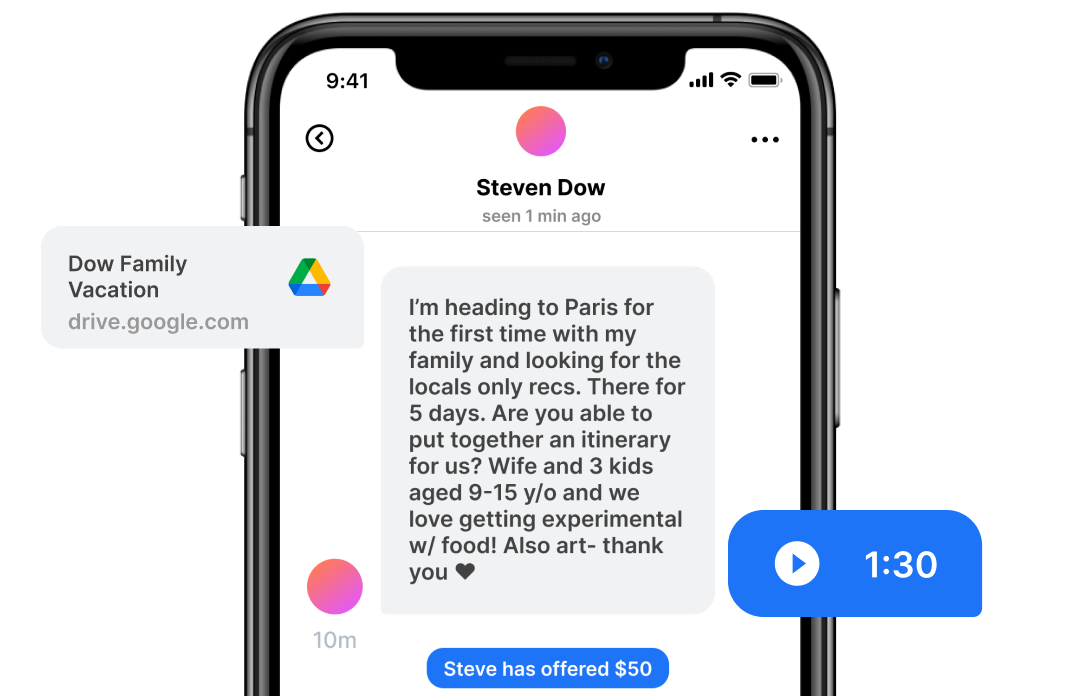 9:41
Steven Dow
seen 1 min ago
Dow Family
Vacation
drive.google.com
I’m heading to Paris for
the first time with my
family and looking for the
locals only recs. There for
5 days. Are you able to
put together an itinerary
for us? Wife and 3 kids
aged 9-15 y/o and we
love getting experimental
w/ food! Also art- thank
you ♥
1:30
10m
Steve has offered $50